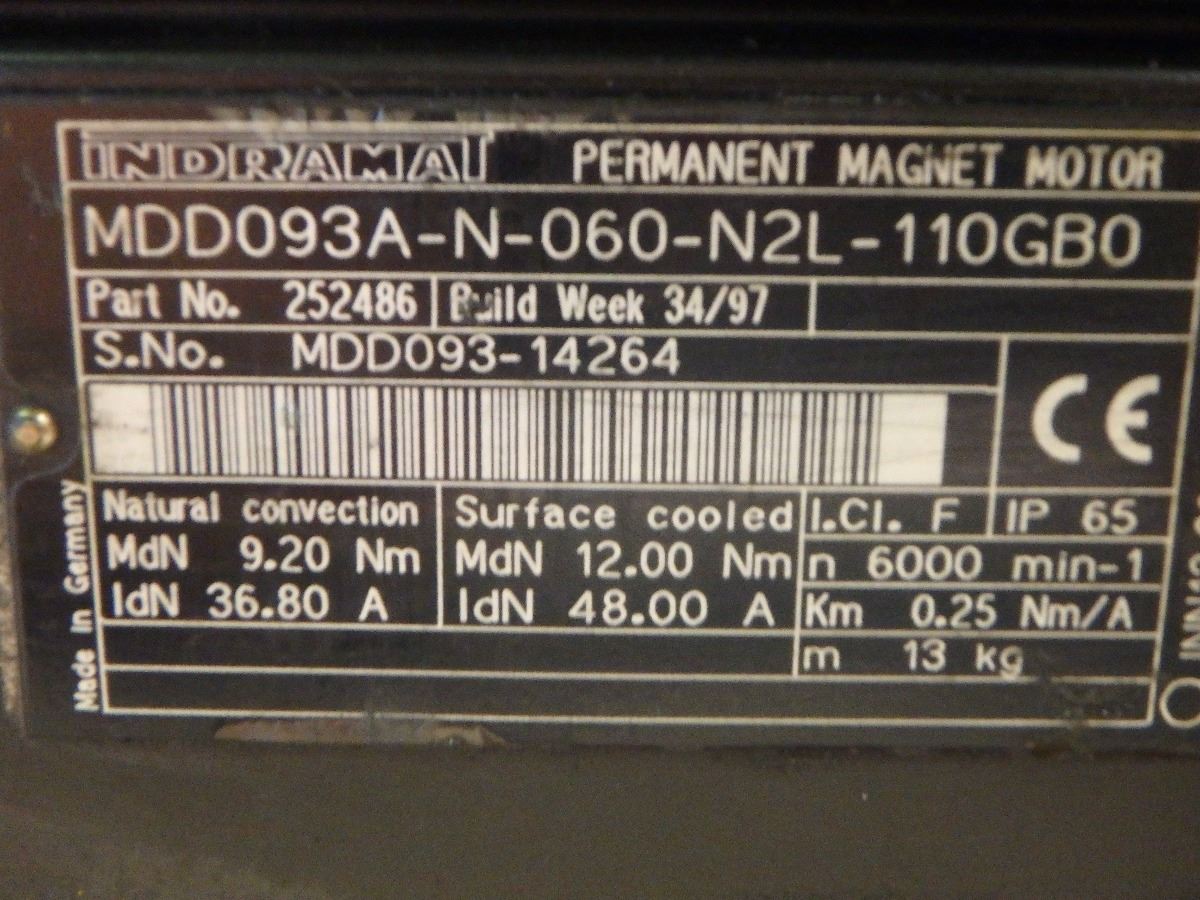 INDRAMAT PERMANENT MAGNET MOTOR
MDD093A-N-060-N2L-110GB0
Part No. 252486 Build Week 34/97
S.No. MDD093-14264
CE
Natural convection Surface cooled I.Cl. F IP 65
MdN 9.20 Nm MdN 12.00 Nm n 6000 min-1
IdN 36.80 A IdN 48.00 A Km 0.25 Nm/A
m 13 kg
Made in Germany